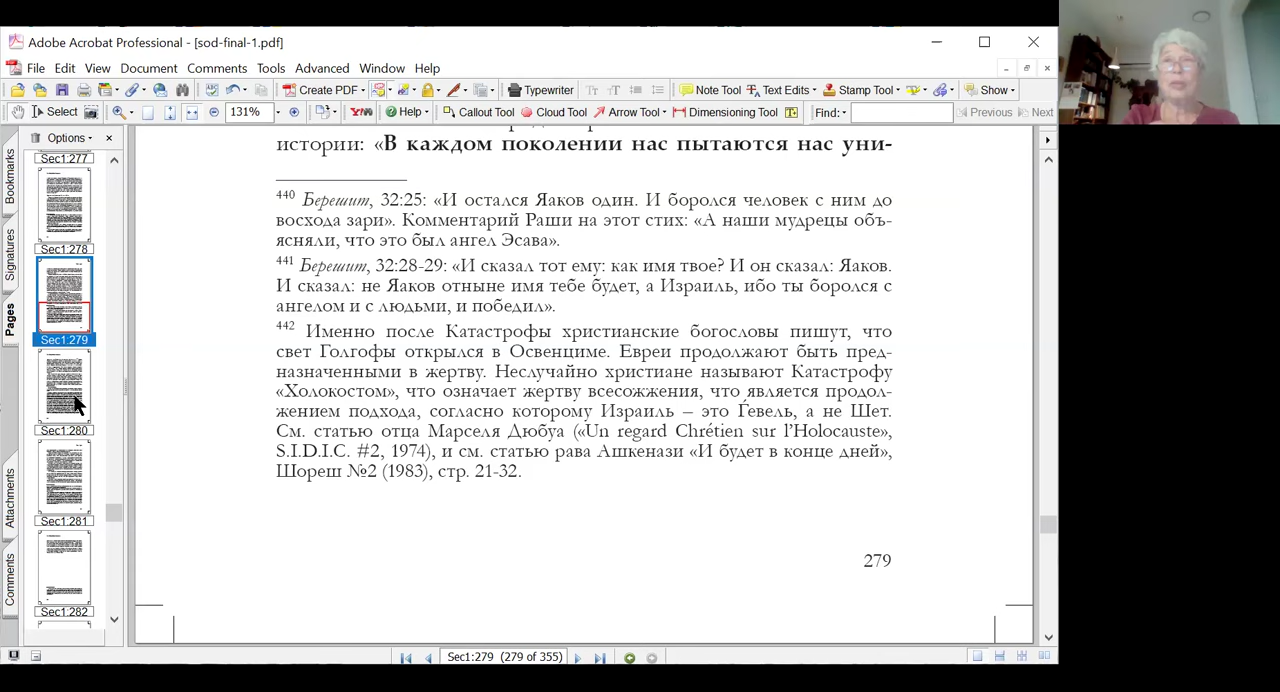 Adobe Acrobat Professional - [sod-final-1.pdf]
File Edit View Document Comments Tools Advanced Window Help
Create PDF Typewriter Note Tool Text Edits Stamp Tool Show
Select 131% Help Callout Tool Cloud Tool Arrow Tool Dimensioning Tool Find: Previous Next
Options
Bookmarks
Signatures
Pages
Attachments
Comments
Sec1:277
Sec1:278
Sec1:279
Sec1:280
Sec1:281
Sec1:282
истории: «В каждом поколении нас пытаются нас уни-
440 Берешит, 32:25: «И остался Яаков один. И боролся человек с ним до
восхода зари». Комментарий Раши на этот стих: «А наши мудрецы объ-
ясняли, что это был ангел Эсава».
441 Берешит, 32:28-29: «И сказал тот ему: как имя твое? И он сказал: Яаков.
И сказал: не Яаков отныне имя тебе будет, а Израиль, ибо ты боролся с
ангелом и с людьми, и победил».
442 Именно после Катастрофы христианские богословы пишут, что
свет Голгофы открылся в Освенциме. Евреи продолжают быть пред-
назначенными в жертву. Неслучайно христиане называют Катастрофу
«Холокостом», что означает жертву всесожжения, что является продол-
жением подхода, согласно которому Израиль – это Ѓевель, а не Шет.
См. статью отца Марселя Дюбуа («Un regard Chrétien sur l'Holocauste»,
S.I.D.I.C. #2, 1974), и см. статью рава Ашкенази «И будет в конце дней»,
Шореш №2 (1983), стр. 21-32.
279
Sec1:279 (279 of 355)